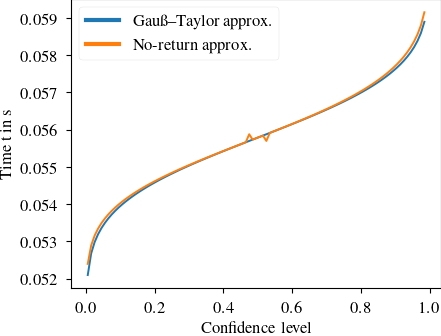 0.059
0.058
0.057
0.056
0.055
0.054
0.053
0.052
Time t in s
Gauß–Taylor approx.
No-return approx.
0.0 0.2 0.4 0.6 0.8 1.0
Confidence level